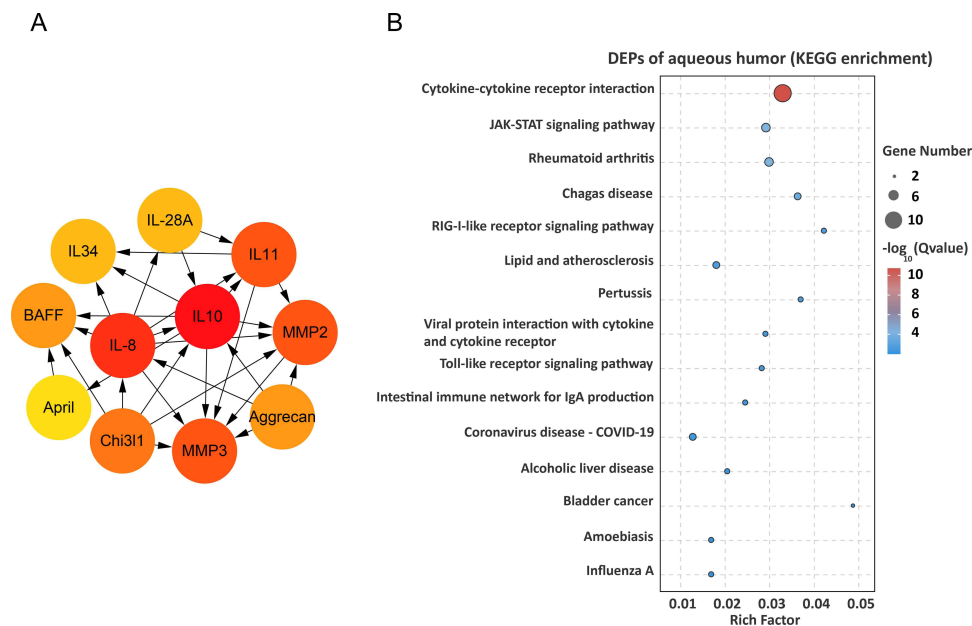 A
B
DEPs of aqueous humor (KEGG enrichment)
IL-28A
IL34
IL11
BAFF
IL10
IL-8
MMP2
April
Aggrecan
Chi3l1
MMP3
Cytokine-cytokine receptor interaction
JAK-STAT signaling pathway
Rheumatoid arthritis
Chagas disease
RIG-I-like receptor signaling pathway
Lipid and atherosclerosis
Pertussis
Viral protein interaction with cytokine
and cytokine receptor
Toll-like receptor signaling pathway
Intestinal immune network for IgA production
Coronavirus disease - COVID-19
Alcoholic liver disease
Bladder cancer
Amoebiasis
Influenza A
0.01 0.02 0.03 0.04 0.05
Rich Factor
Gene Number
2
6
10
-log10(Qvalue)
10
8
6
4